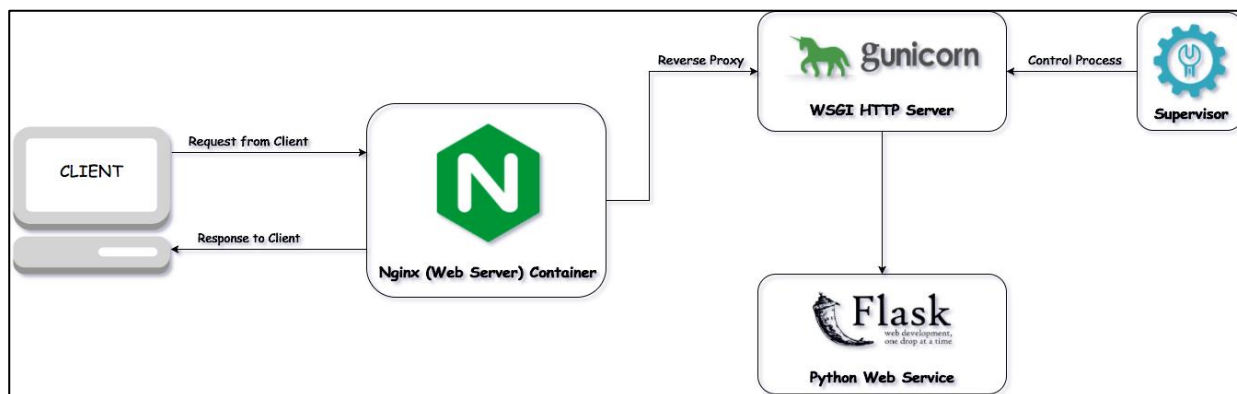 CLIENT
Request from Client
Response to Client
N
Nginx (Web Server) Container
Reverse Proxy
gunicorn
WSGI HTTP Server
Control Process
Supervisor
Flask
web development,
one drop at a time
Python Web Service